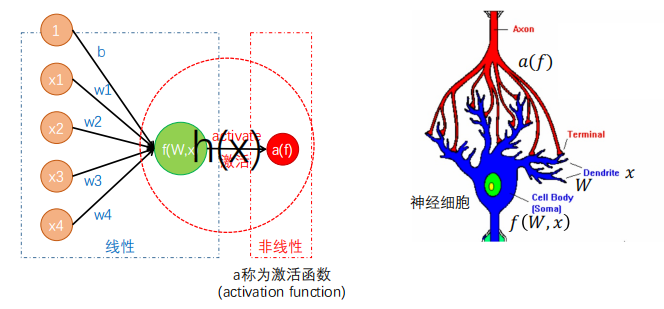 1
b
x1
w1
x2
w2
x3
w3
x4
w4
f(W,x
activate
激活
h(x)
a(f)
线性
非线性
a称为激活函数
(activation function)
Axon
a(f)
Terminal
Dendrite
x
W
神经细胞
Cell Body
(Soma)
f(W,x)